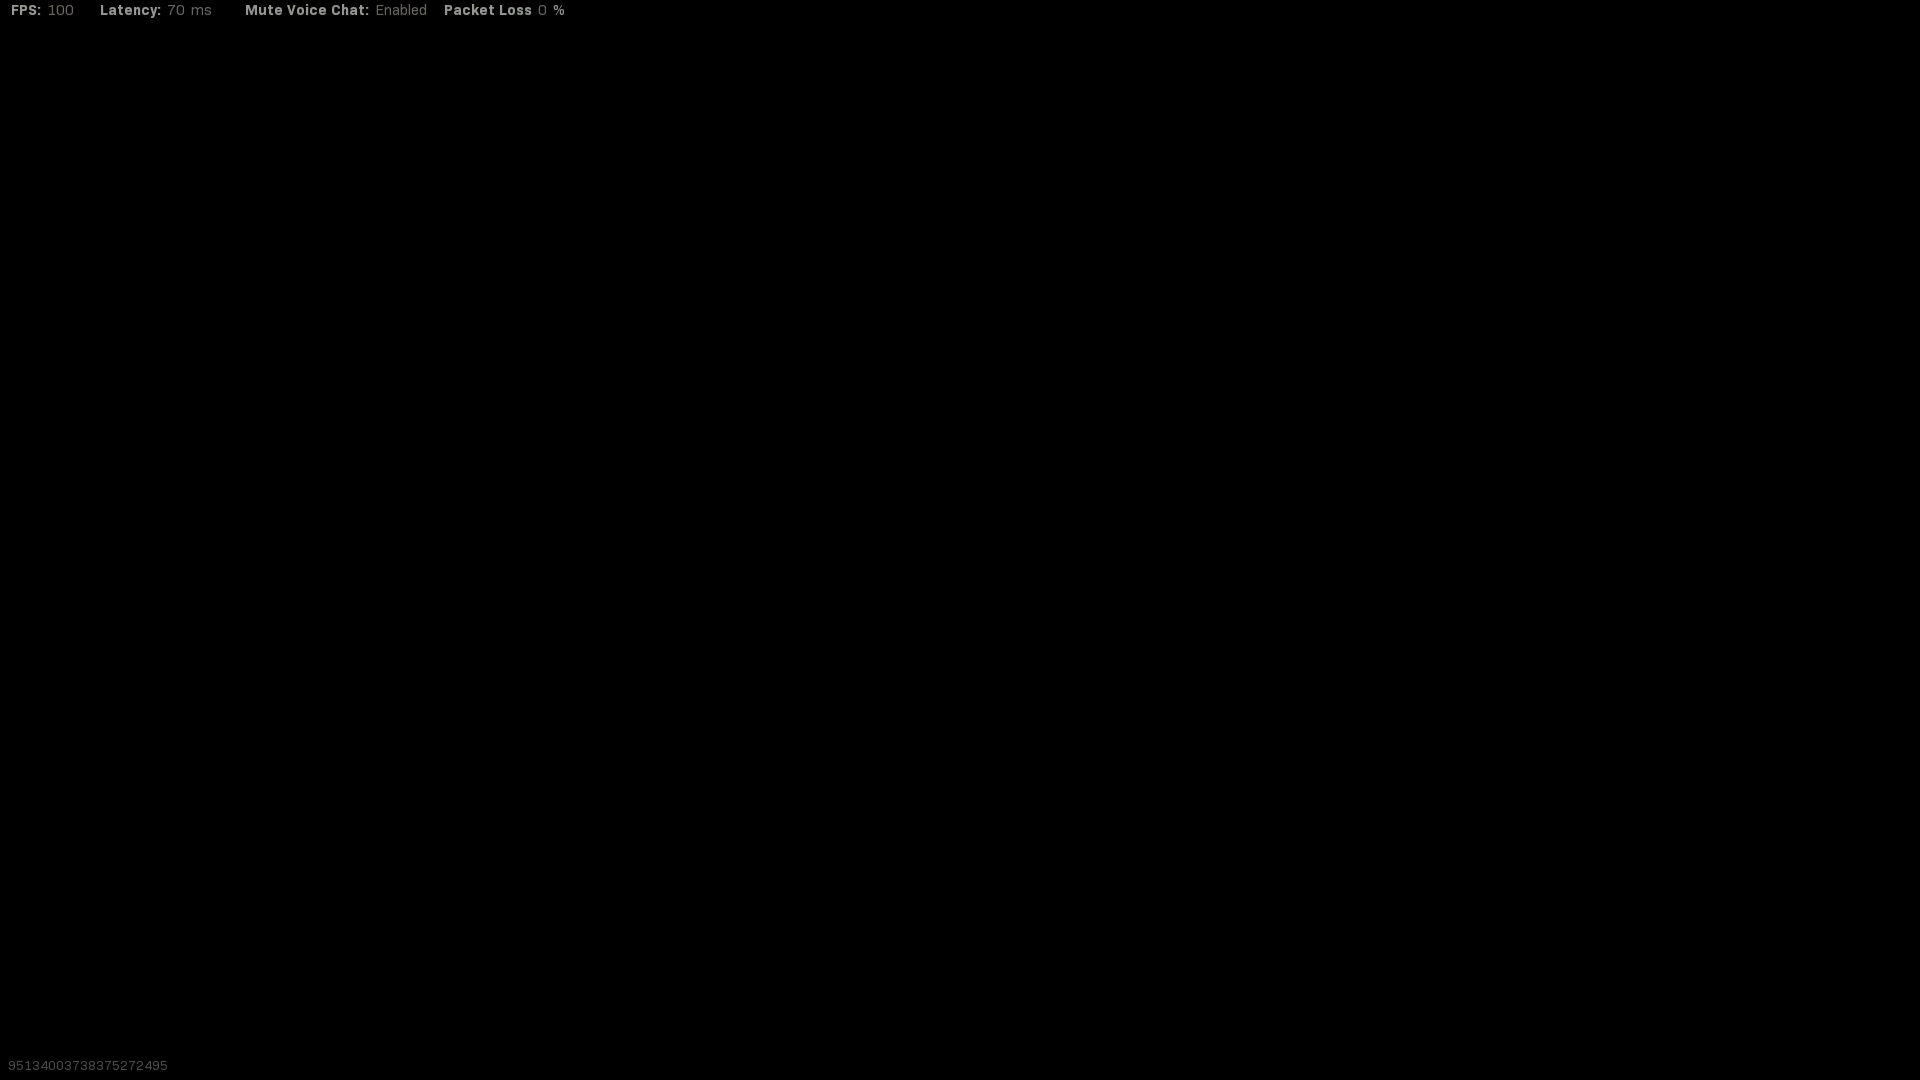 FPS: 100 Latency: 70 ms Mute Voice Chat: Enabled Packet Loss 0 %
95134003738375272495